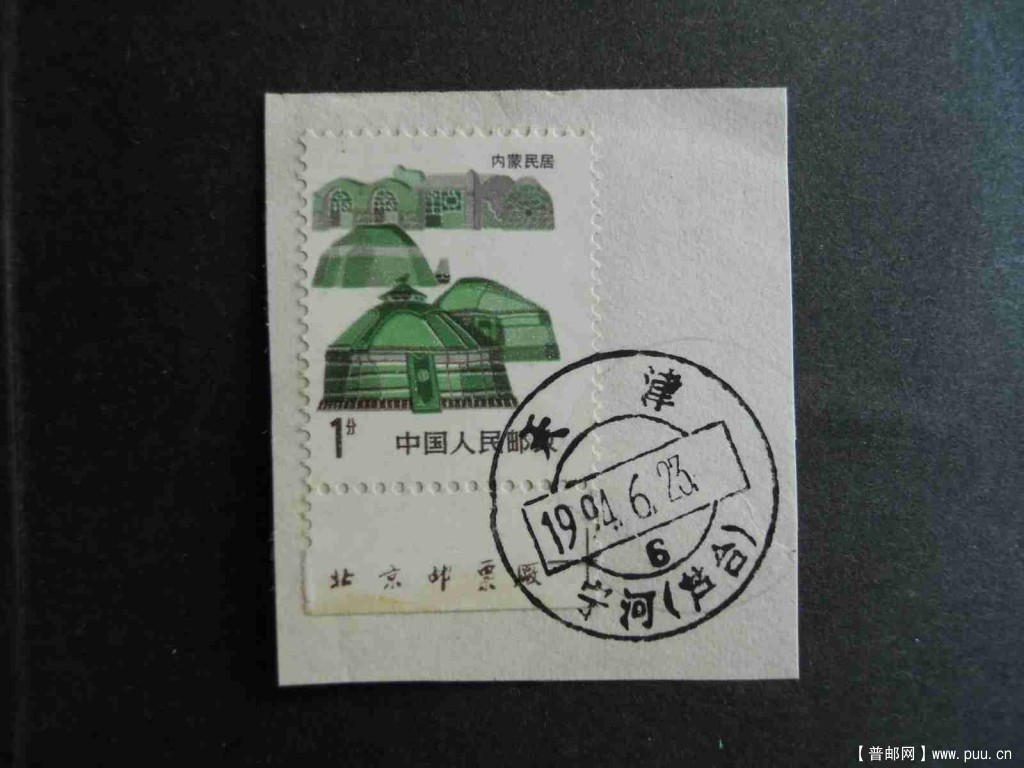 内蒙民居
1分
中国人民邮政
北京邮票厂
天津
1994.6.23.
6
宁河(芦台)
【普邮网】www.puu.cn